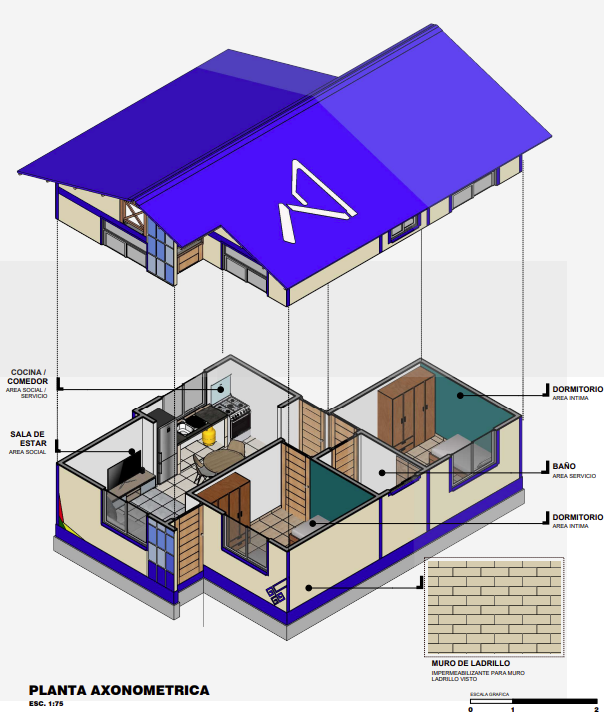 COCINA /
COMEDOR
AREA SOCIAL /
SERVICIO
DORMITORIO
AREA INTIMA
SALA DE
ESTAR
AREA SOCIAL
BAÑO
AREA SERVICIO
DORMITORIO
AREA INTIMA
MURO DE LADRILLO
IMPERMEABILIZANTE PARA MURO
LADRILLO VISTO
PLANTA AXONOMETRICA
ESC. 1:75
ESCALA GRAFICA
0 1 2